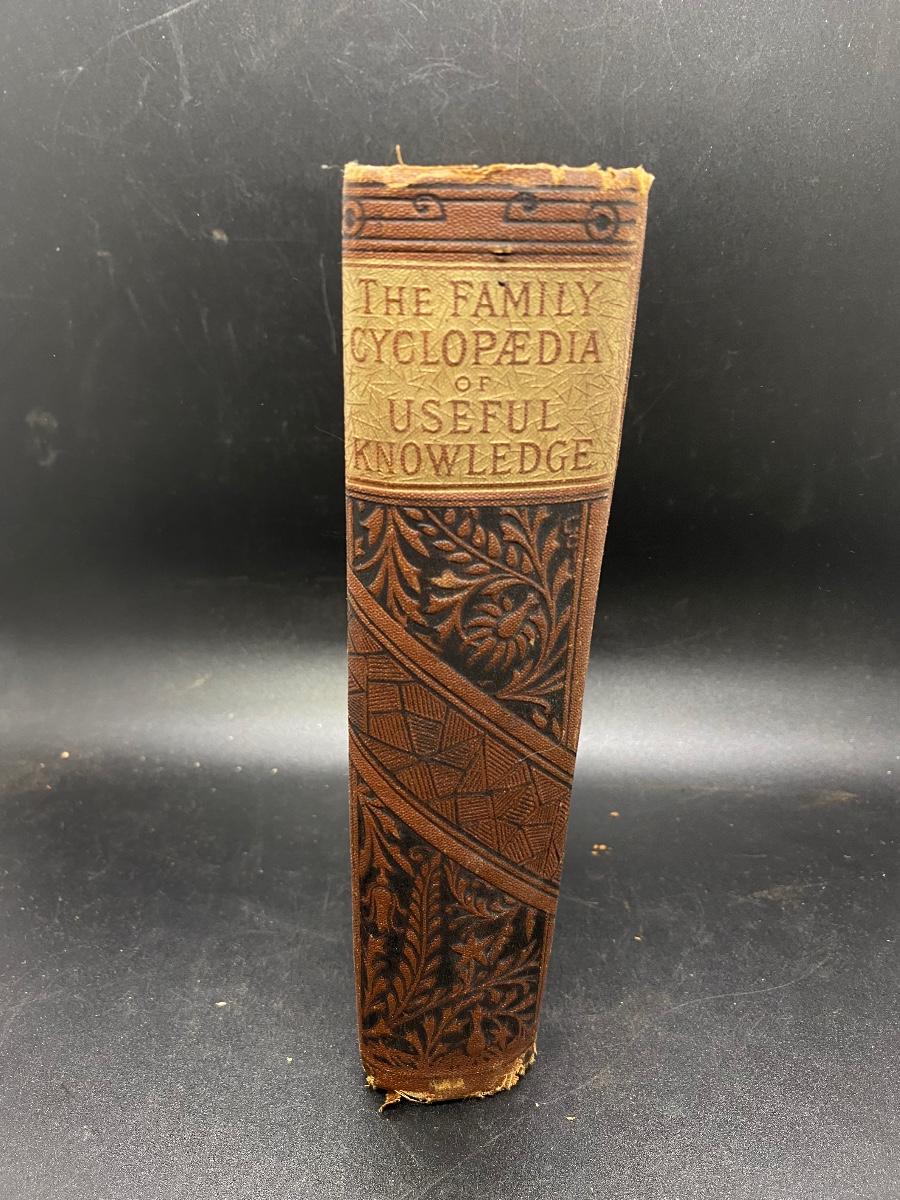 THE FAMILY
CYCLOPÆDIA
OF
USEFUL
KNOWLEDGE